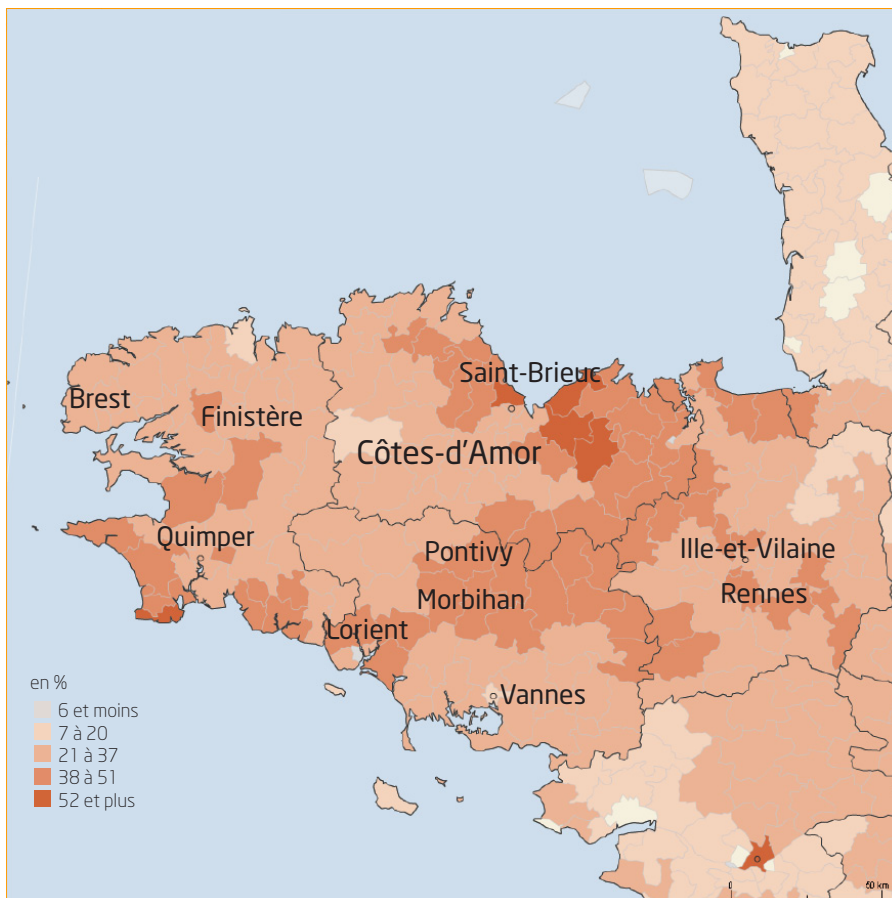 Saint-Brieuc
Brest
Finistère
Côtes-d'Amor
Quimper
Pontivy
Ille-et-Vilaine
Morbihan
Rennes
Lorient
Vannes
en %
6 et moins
7 à 20
21 à 37
38 à 51
52 et plus
0
50 km